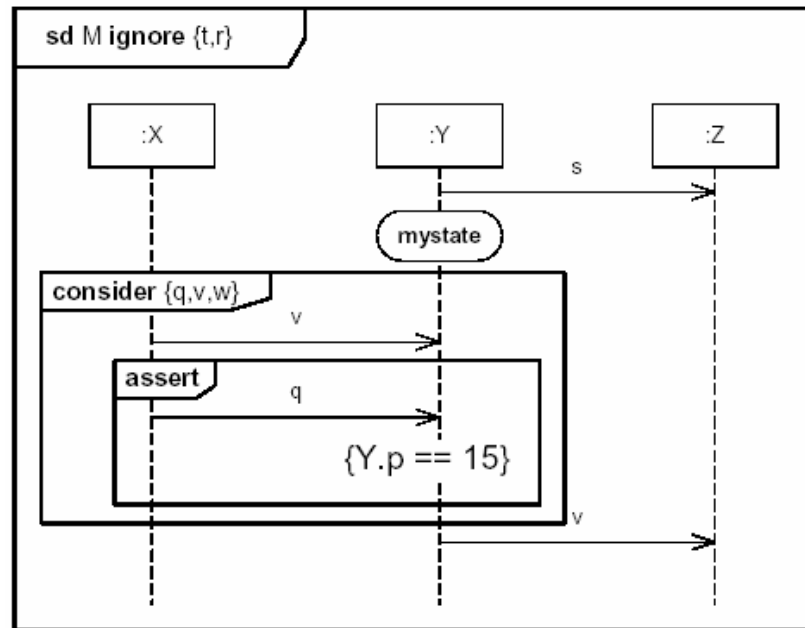 sd M ignore {t,r}
:X :Y :Z
s
mystate
consider {q,v,w}
v
assert
q
{Y.p == 15}
v